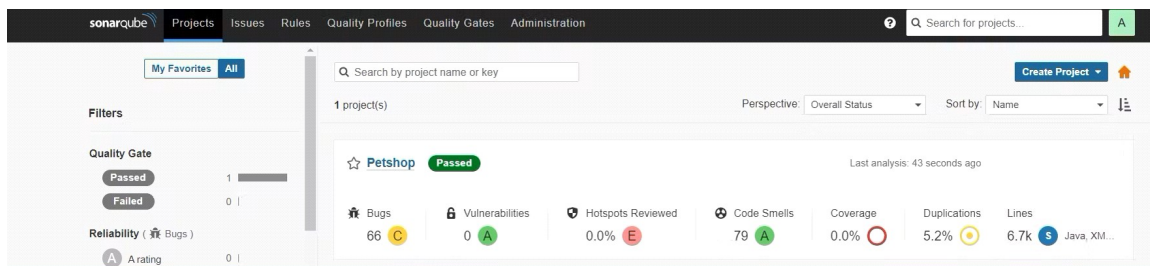 sonarqube Projects Issues Rules Quality Profiles Quality Gates Administration ? Search for projects... A
My Favorites All
Search by project name or key
Create Project
1 project(s)
Perspective: Overall Status
Sort by: Name
Filters
Quality Gate
Passed 1
Failed 0
Reliability ( Bugs )
A A rating 0
Petshop Passed
Last analysis: 43 seconds ago
Bugs Vulnerabilities Hotspots Reviewed Code Smells Coverage Duplications Lines
66 C 0 A 0.0% E 79 A 0.0% 5.2% 6.7k S Java, XM...